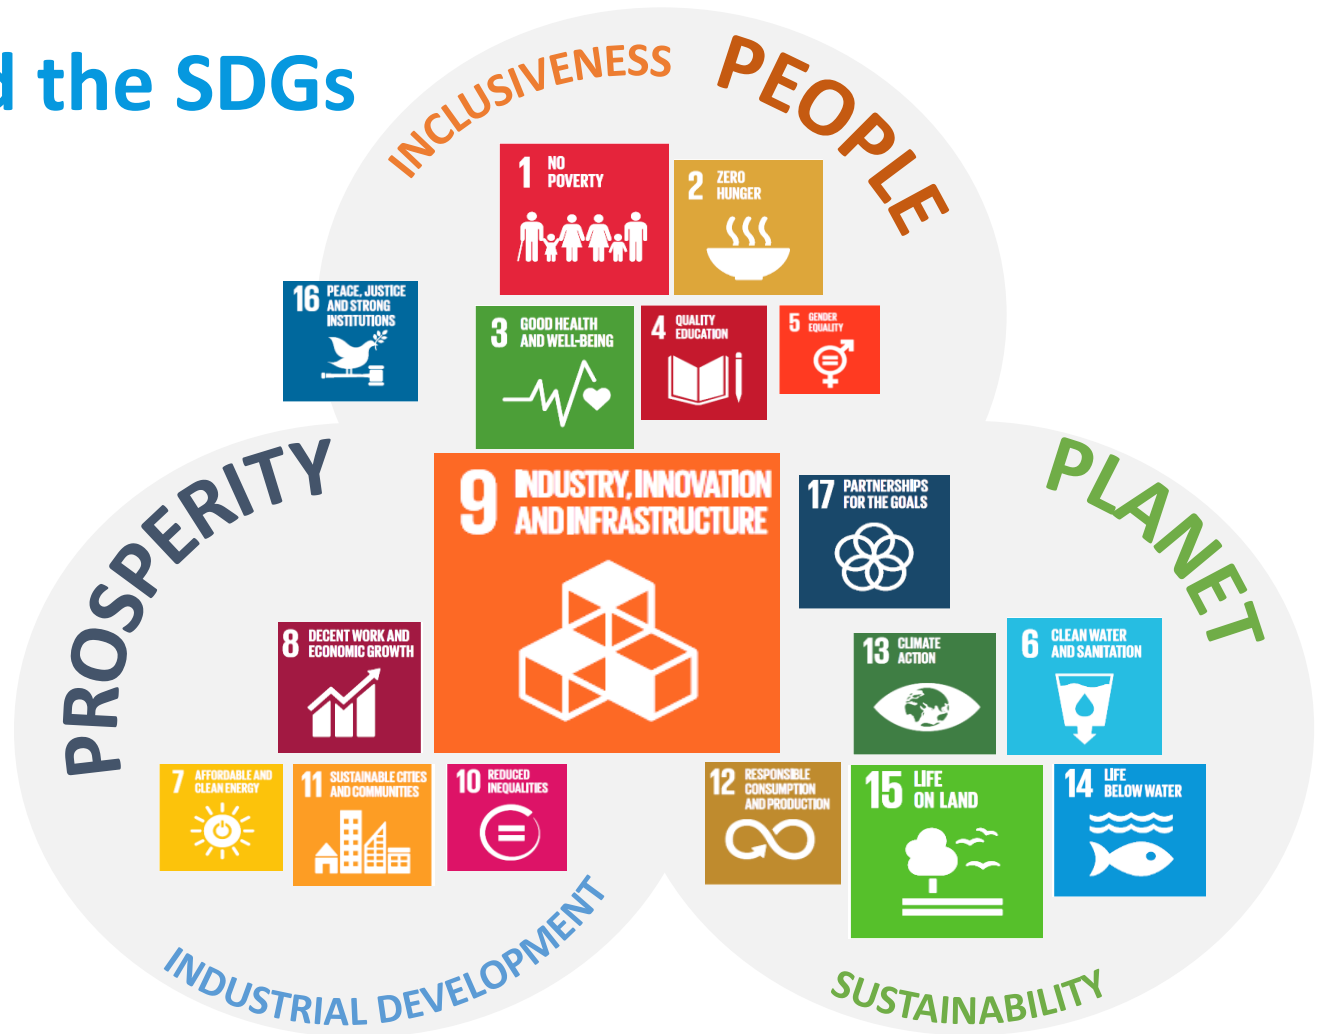 d the SDGs
INCLUSIVENESS
PEOPLE
1 NO
POVERTY
2 ZERO
HUNGER
16 PEACE, JUSTICE
AND STRONG
INSTITUTIONS
3 GOOD HEALTH
AND WELL-BEING
4 QUALITY
EDUCATION
5 GENDER
EQUALITY
PROSPERITY
9 INDUSTRY, INNOVATION
AND INFRASTRUCTURE
17 PARTNERSHIPS
FOR THE GOALS
PLANET
8 DECENT WORK AND
ECONOMIC GROWTH
13 CLIMATE
ACTION
6 CLEAN WATER
AND SANITATION
7 AFFORDABLE AND
CLEAN ENERGY
11 SUSTAINABLE CITIES
AND COMMUNITIES
10 REDUCED
INEQUALITIES
12 RESPONSIBLE
CONSUMPTION
AND PRODUCTION
15 LIFE
ON LAND
14 LIFE
BELOW WATER
INDUSTRIAL DEVELOPMENT
SUSTAINABILITY